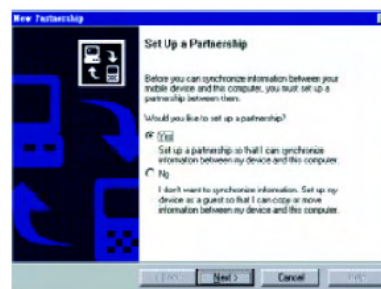 New Partnership
Set Up a Partnership
Before you can synchronize information between your
mobile device and this computer, you must set up a
partnership between them.
Would you like to set up a partnership?
Yes
Set up a partnership so that I can synchronize
information between my device and this computer.
No
I don't want to synchronize information. Set up my
device as a guest so that I can copy or move
information between my device and this computer.
Next >
Cancel
Help